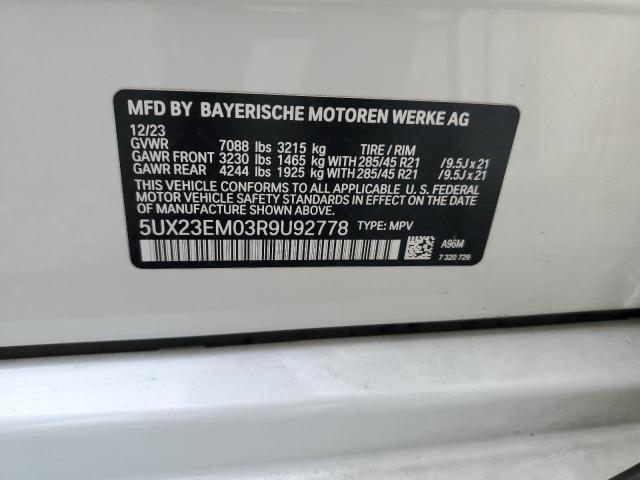 MFD BY BAYERISCHE MOTOREN WERKE AG
12/23
GVWR 7088 lbs 3215 kg TIRE / RIM
GAWR FRONT 3230 lbs 1465 kg WITH 285/45 R21 /9.5J x 21
GAWR REAR 4244 lbs 1925 kg WITH 285/45 R21 /9.5J x 21
THIS VEHICLE CONFORMS TO ALL APPLICABLE U. S. FEDERAL
MOTOR VEHICLE SAFETY STANDARDS IN EFFECT ON THE DATE
OF MANUFACTURE SHOWN ABOVE.
5UX23EM03R9U92778 TYPE: MPV
A96M
7 320 729